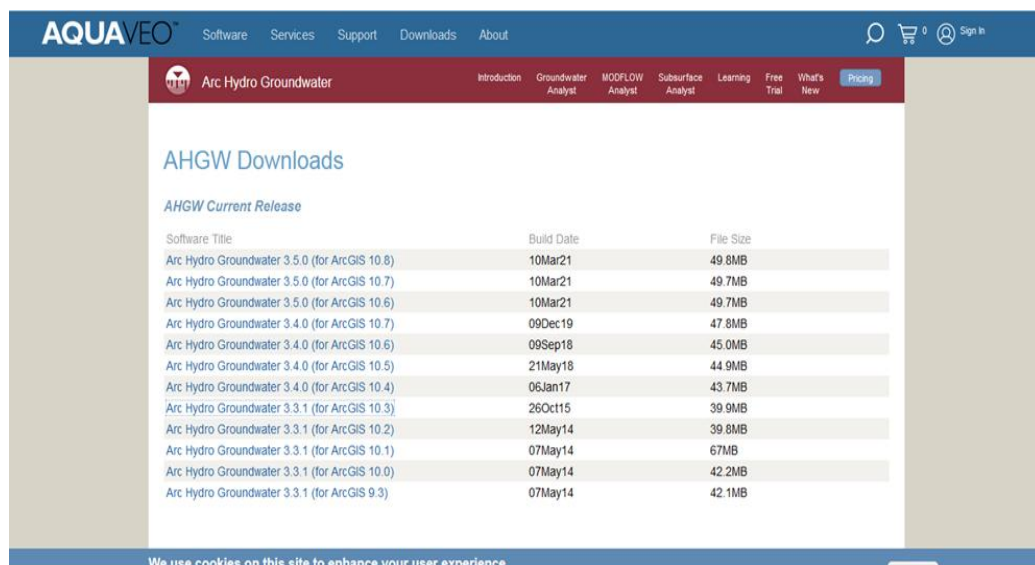 AQUAVEO™ Software Services Support Downloads About 0 Sign In
Arc Hydro Groundwater Introduction Groundwater Analyst MODFLOW Analyst Subsurface Analyst Learning Free Trial What's New Pricing
AHGW Downloads
AHGW Current Release
Software Title Build Date File Size
Arc Hydro Groundwater 3.5.0 (for ArcGIS 10.8) 10Mar21 49.8MB
Arc Hydro Groundwater 3.5.0 (for ArcGIS 10.7) 10Mar21 49.7MB
Arc Hydro Groundwater 3.5.0 (for ArcGIS 10.6) 10Mar21 49.7MB
Arc Hydro Groundwater 3.4.0 (for ArcGIS 10.7) 09Dec19 47.8MB
Arc Hydro Groundwater 3.4.0 (for ArcGIS 10.6) 09Sep18 45.0MB
Arc Hydro Groundwater 3.4.0 (for ArcGIS 10.5) 21May18 44.9MB
Arc Hydro Groundwater 3.4.0 (for ArcGIS 10.4) 06Jan17 43.7MB
Arc Hydro Groundwater 3.3.1 (for ArcGIS 10.3) 26Oct15 39.9MB
Arc Hydro Groundwater 3.3.1 (for ArcGIS 10.2) 12May14 39.8MB
Arc Hydro Groundwater 3.3.1 (for ArcGIS 10.1) 07May14 67MB
Arc Hydro Groundwater 3.3.1 (for ArcGIS 10.0) 07May14 42.2MB
Arc Hydro Groundwater 3.3.1 (for ArcGIS 9.3) 07May14 42.1MB
We use cookies on this site to enhance your user experience